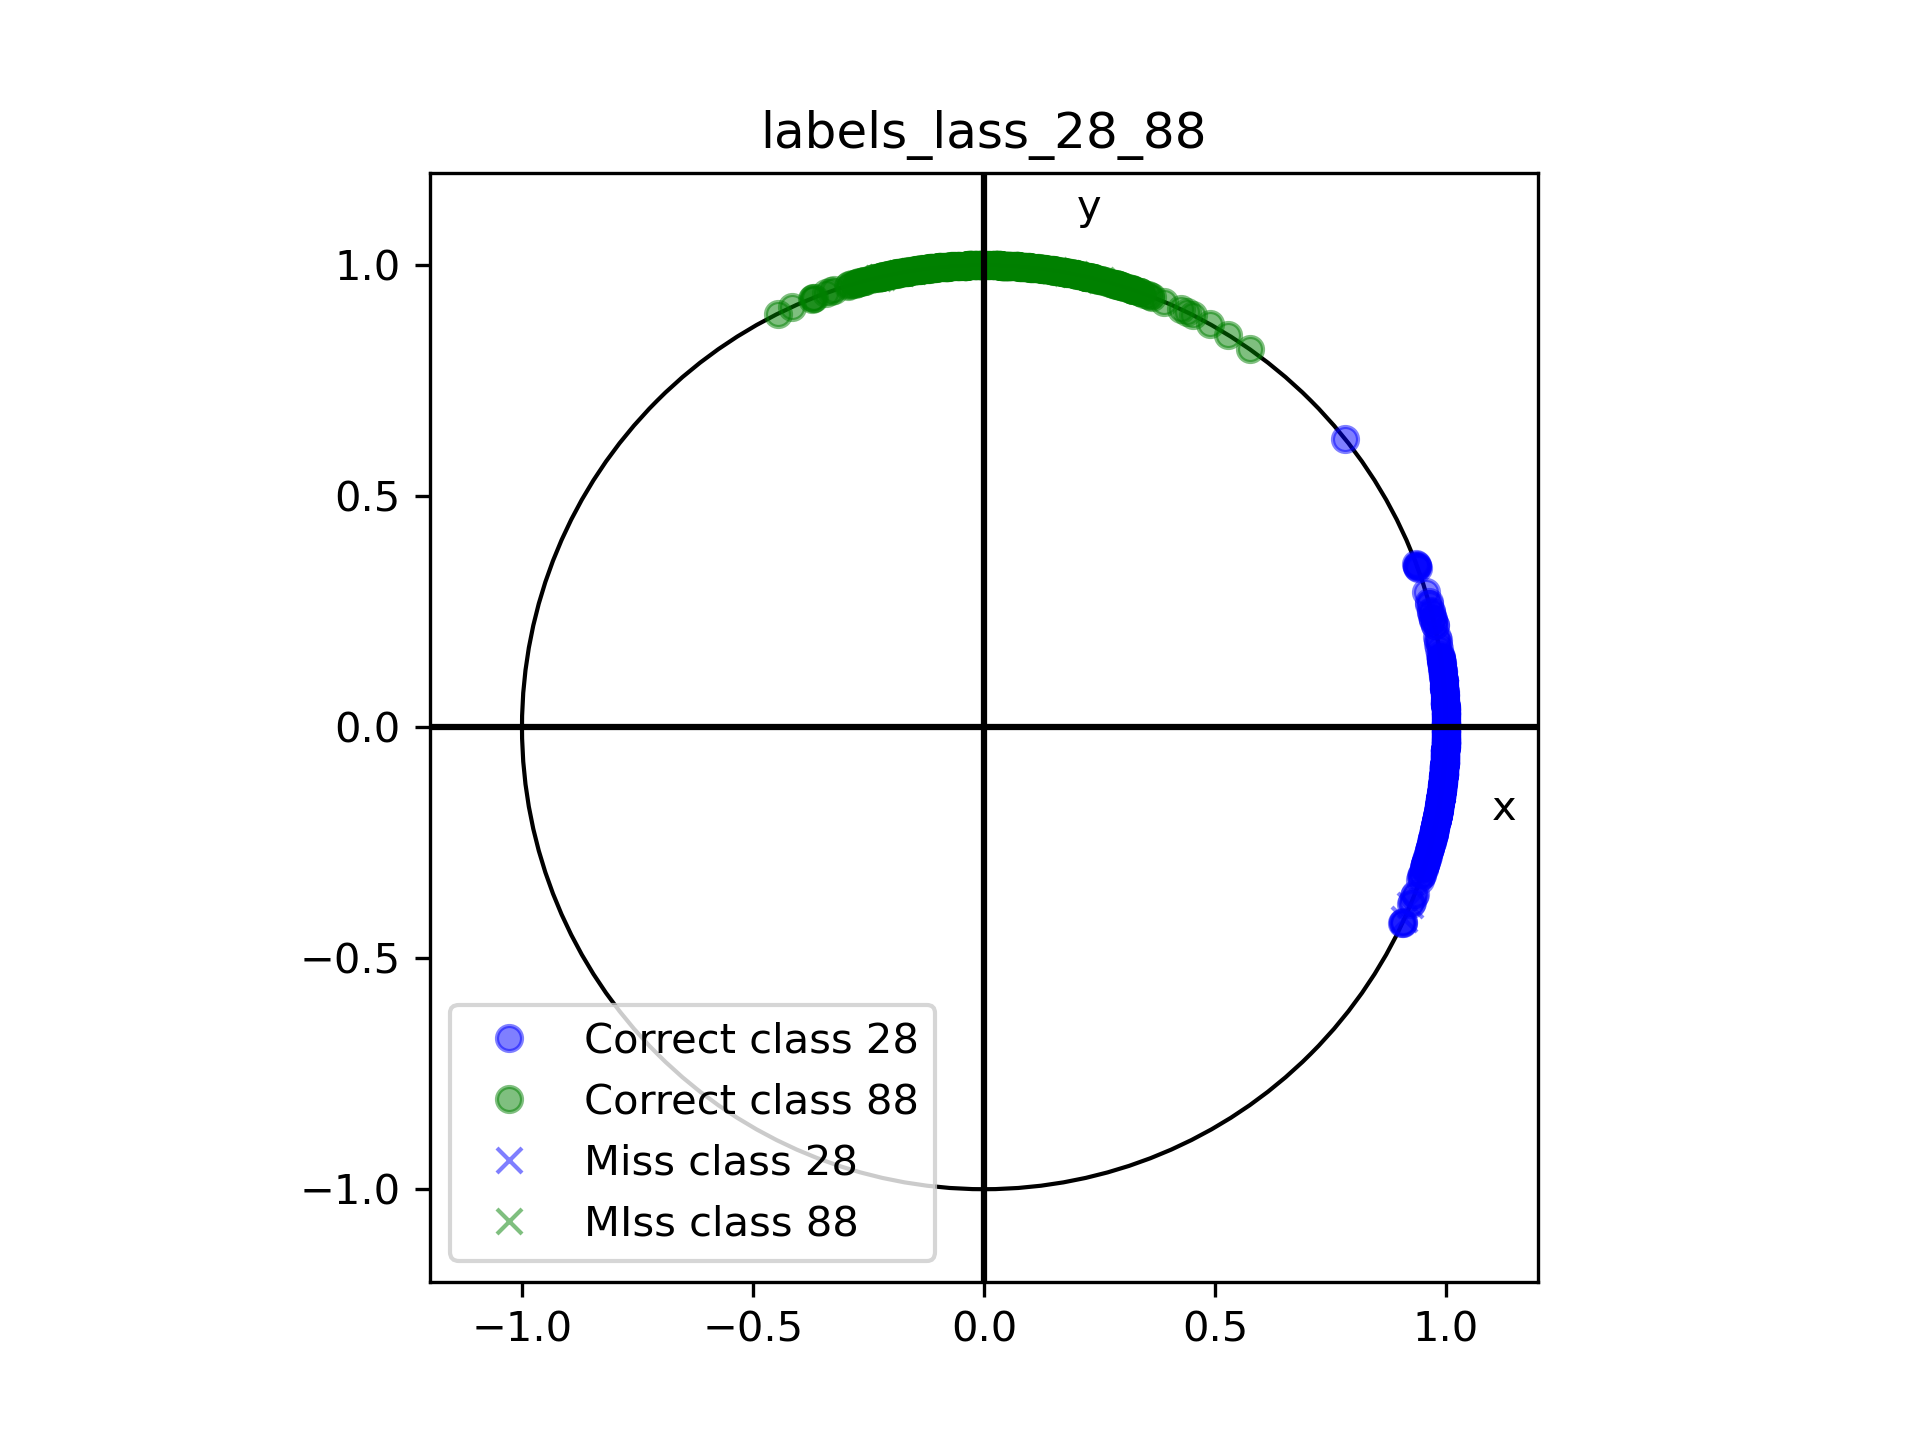 labels_lass_28_88
y
1.0
0.5
0.0
−0.5
−1.0
x
Correct class 28
Correct class 88
Miss class 28
MIss class 88
−1.0 −0.5 0.0 0.5 1.0